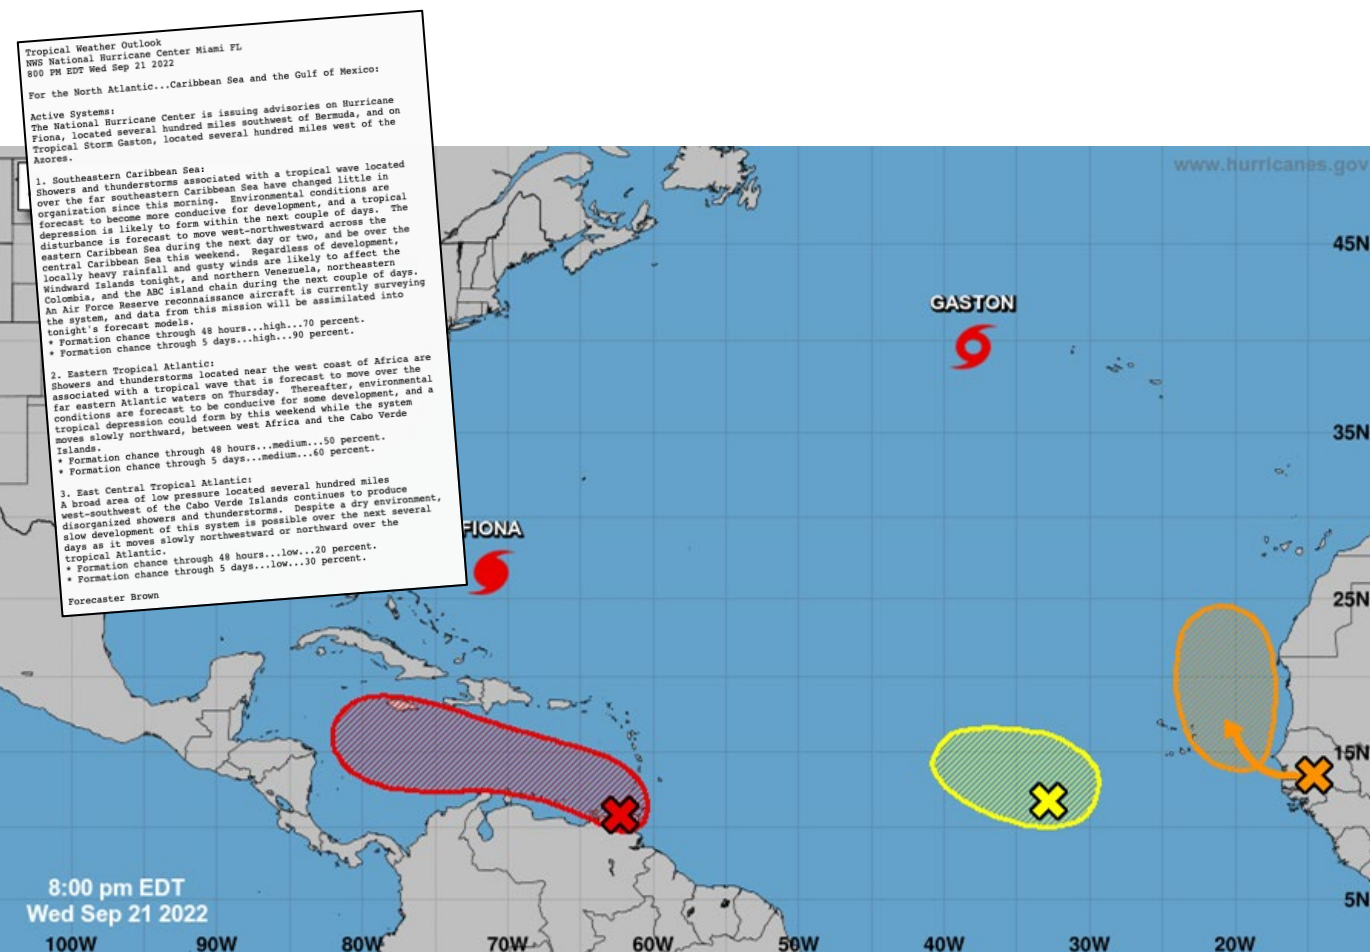 Tropical Weather Outlook
NWS National Hurricane Center Miami FL
800 PM EDT Wed Sep 21 2022
For the North Atlantic...Caribbean Sea and the Gulf of Mexico:
Active Systems:
The National Hurricane Center is issuing advisories on Hurricane
Fiona, located several hundred miles southwest of Bermuda, and on
Tropical Storm Gaston, located several hundred miles west of the
Azores.
1. Southeastern Caribbean Sea:
Showers and thunderstorms associated with a tropical wave located
over the far southeastern Caribbean Sea have changed little in
organization since this morning.  Environmental conditions are
forecast to become more conducive for development, and a tropical
depression is likely to form within the next couple of days.  The
disturbance is forecast to move west-northwestward across the
eastern Caribbean Sea during the next day or two, and be over the
central Caribbean Sea this weekend.  Regardless of development,
locally heavy rainfall and gusty winds are likely to affect the
Windward Islands tonight, and northern Venezuela, northeastern
Colombia, and the ABC island chain during the next couple of days.
An Air Force Reserve reconnaissance aircraft is currently surveying
the system, and data from this mission will be assimilated into
tonight's forecast models.
* Formation chance through 48 hours...high...70 percent.
* Formation chance through 5 days...high...90 percent.
2. Eastern Tropical Atlantic:
Showers and thunderstorms located near the west coast of Africa are
associated with a tropical wave that is forecast to move over the
far eastern Atlantic waters on Thursday.  Thereafter, environmental
conditions are forecast to be conducive for some development, and a
tropical depression could form by this weekend while the system
moves slowly northward, between west Africa and the Cabo Verde
Islands.
* Formation chance through 48 hours...medium...50 percent.
* Formation chance through 5 days...medium...60 percent.
3. East Central Tropical Atlantic:
A broad area of low pressure located several hundred miles
west-southwest of the Cabo Verde Islands continues to produce
disorganized showers and thunderstorms.  Despite a dry environment,
slow development of this system is possible over the next several
days as it moves slowly northwestward or northward over the
tropical Atlantic.
* Formation chance through 48 hours...low...20 percent.
* Formation chance through 5 days...low...30 percent.
Forecaster Brown
www.hurricanes.gov
45N
GASTON
35N
FIONA
25N
15N
8:00 pm EDT
Wed Sep 21 2022
5N
100W 90W 80W 70W 60W 50W 40W 30W 20W